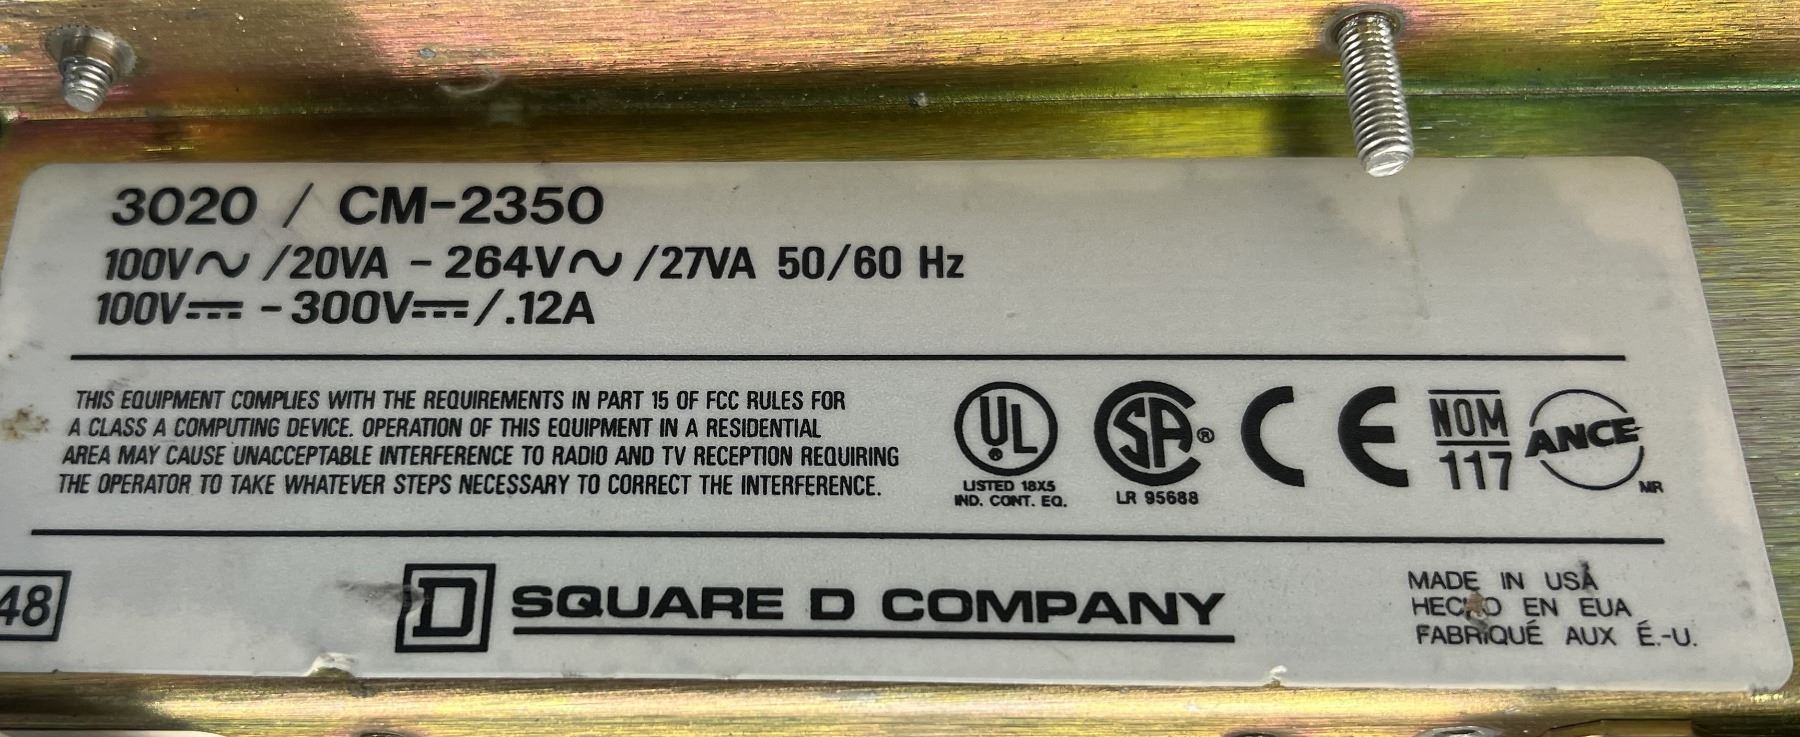 3020 / CM-2350
100V∿ /20VA - 264V∿ /27VA 50/60 Hz
100V⎓ - 300V⎓ /.12A
THIS EQUIPMENT COMPLIES WITH THE REQUIREMENTS IN PART 15 OF FCC RULES FOR
A CLASS A COMPUTING DEVICE. OPERATION OF THIS EQUIPMENT IN A RESIDENTIAL
AREA MAY CAUSE UNACCEPTABLE INTERFERENCE TO RADIO AND TV RECEPTION REQUIRING
THE OPERATOR TO TAKE WHATEVER STEPS NECESSARY TO CORRECT THE INTERFERENCE.
UL ®
LISTED 18X5
IND. CONT. EQ.
SA ®
LR 95688
CE
NOM
117
ANCE
MR
48
D SQUARE D COMPANY
MADE IN USA
HECHO EN EUA
FABRIQUÉ AUX É.-U.